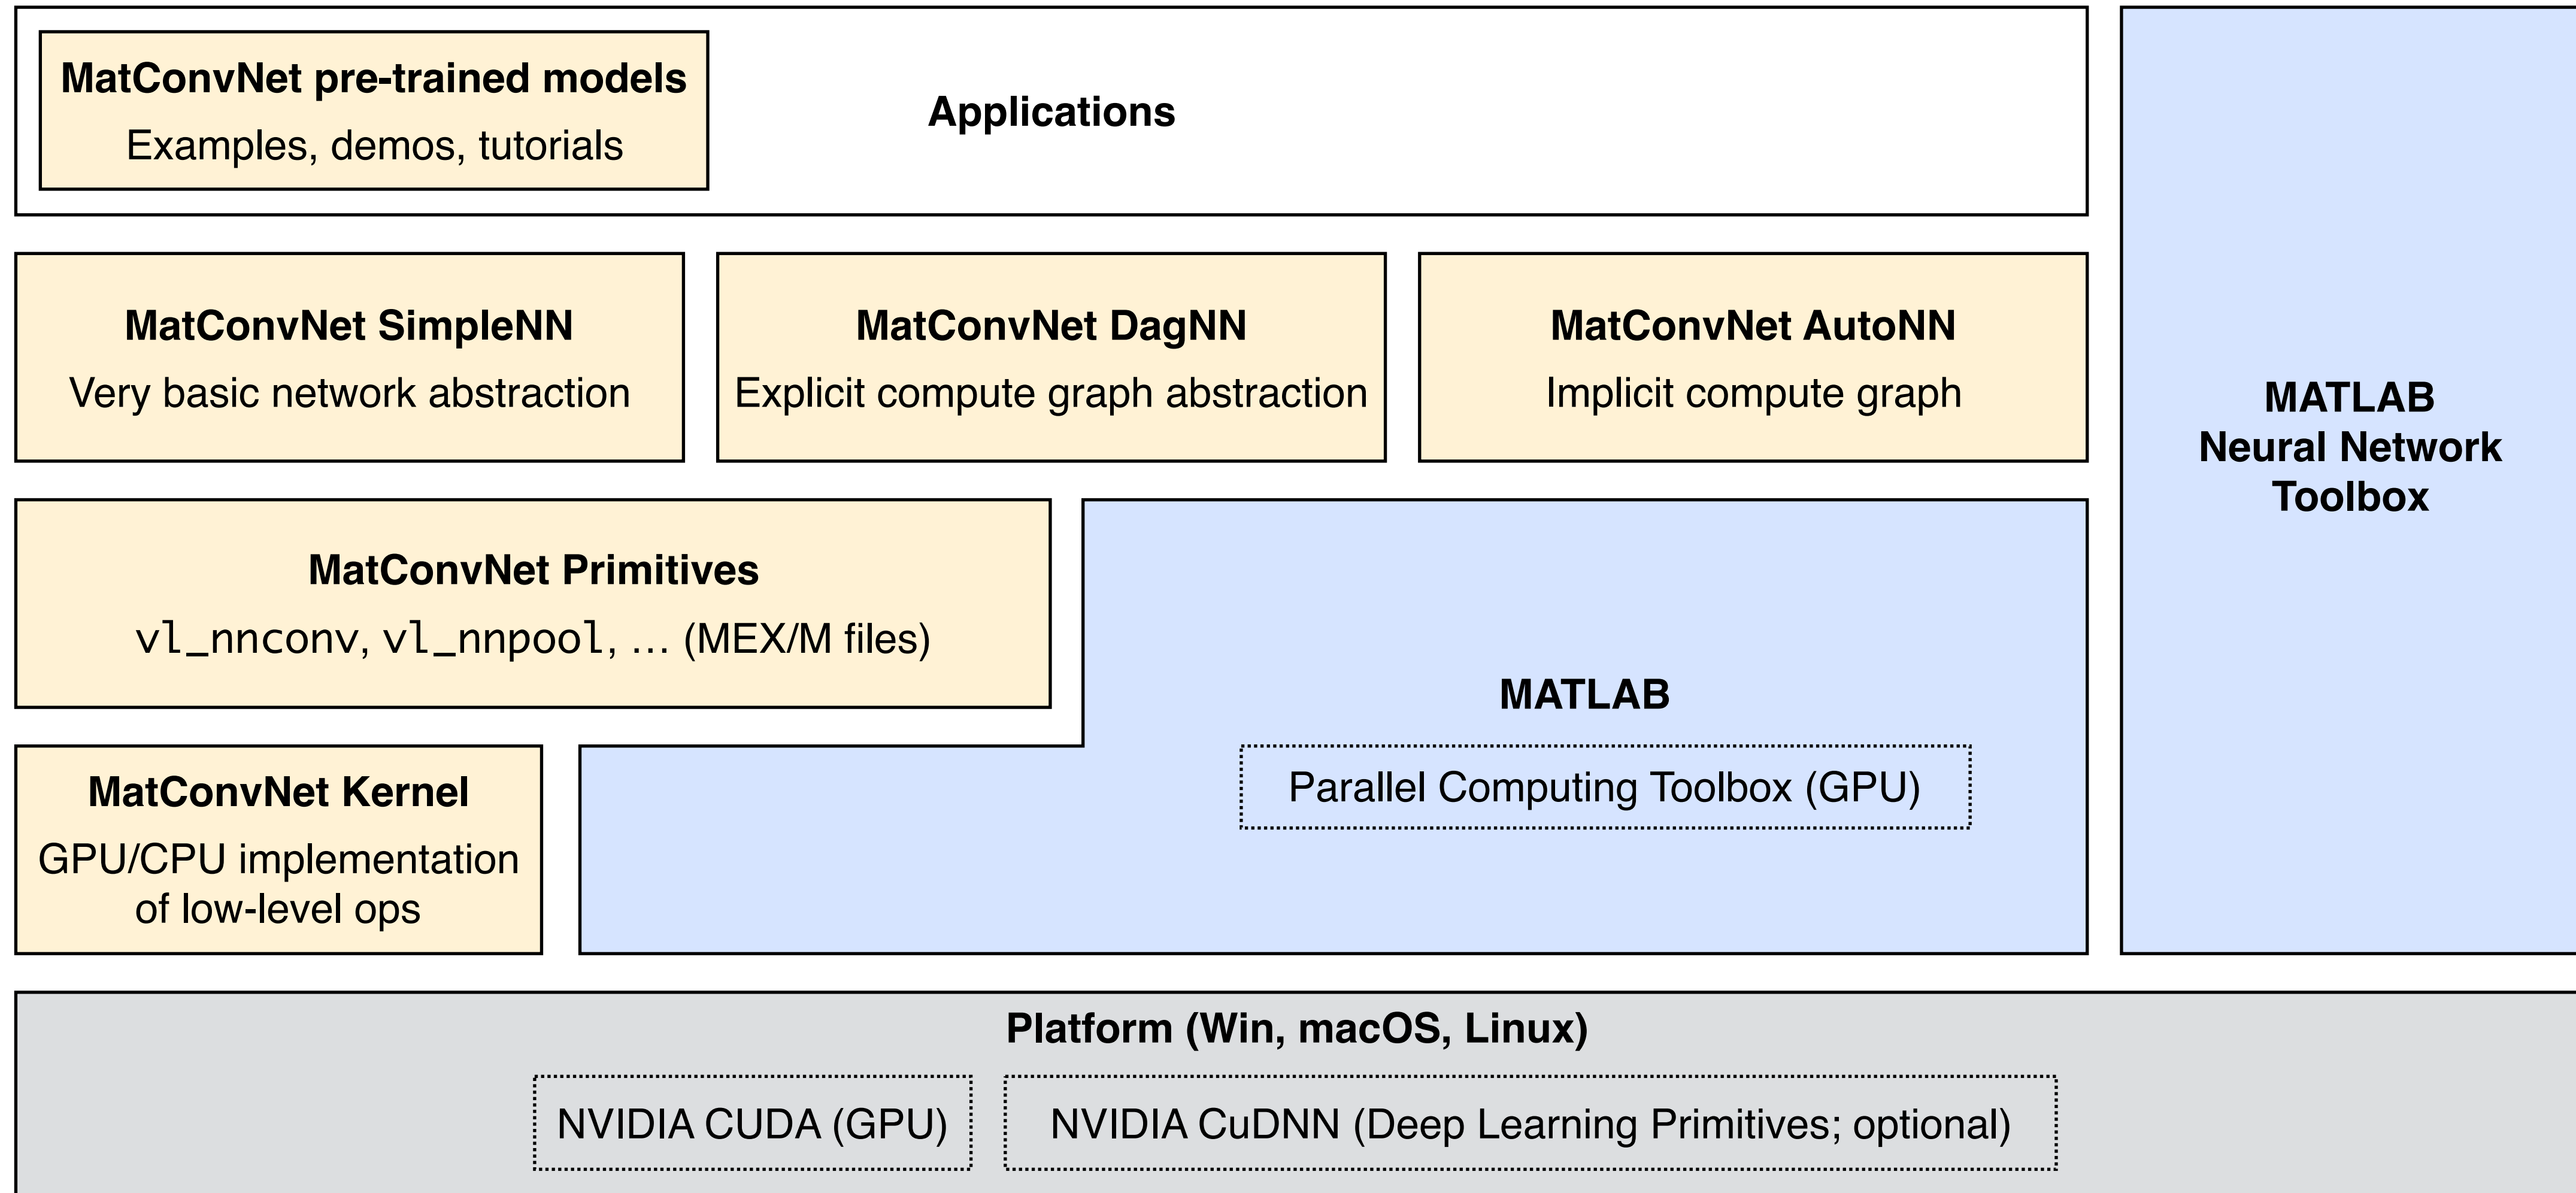 MatConvNet pre-trained models
Examples, demos, tutorials
Applications
MatConvNet SimpleNN
Very basic network abstraction
MatConvNet DagNN
Explicit compute graph abstraction
MatConvNet AutoNN
Implicit compute graph
MATLAB
Neural Network
Toolbox
MatConvNet Primitives
vl_nnconv, vl_nnpool, … (MEX/M files)
MATLAB
Parallel Computing Toolbox (GPU)
MatConvNet Kernel
GPU/CPU implementation
of low-level ops
Platform (Win, macOS, Linux)
NVIDIA CUDA (GPU)
NVIDIA CuDNN (Deep Learning Primitives; optional)